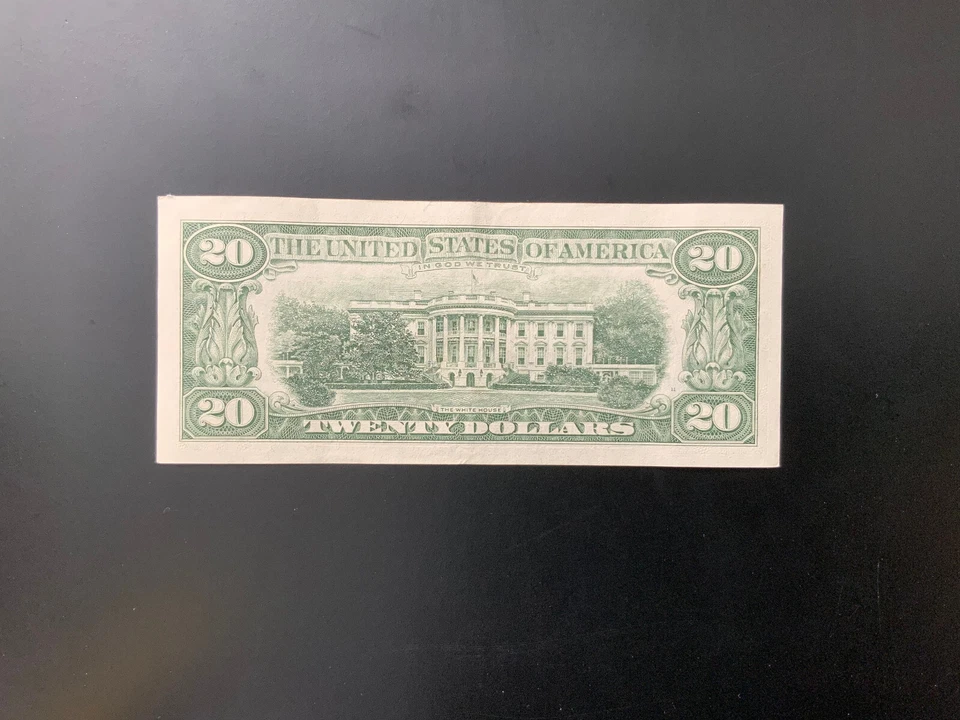 20 THE UNITED STATES OF AMERICA 20
IN GOD WE TRUST
THE WHITE HOUSE
20 TWENTY DOLLARS 20